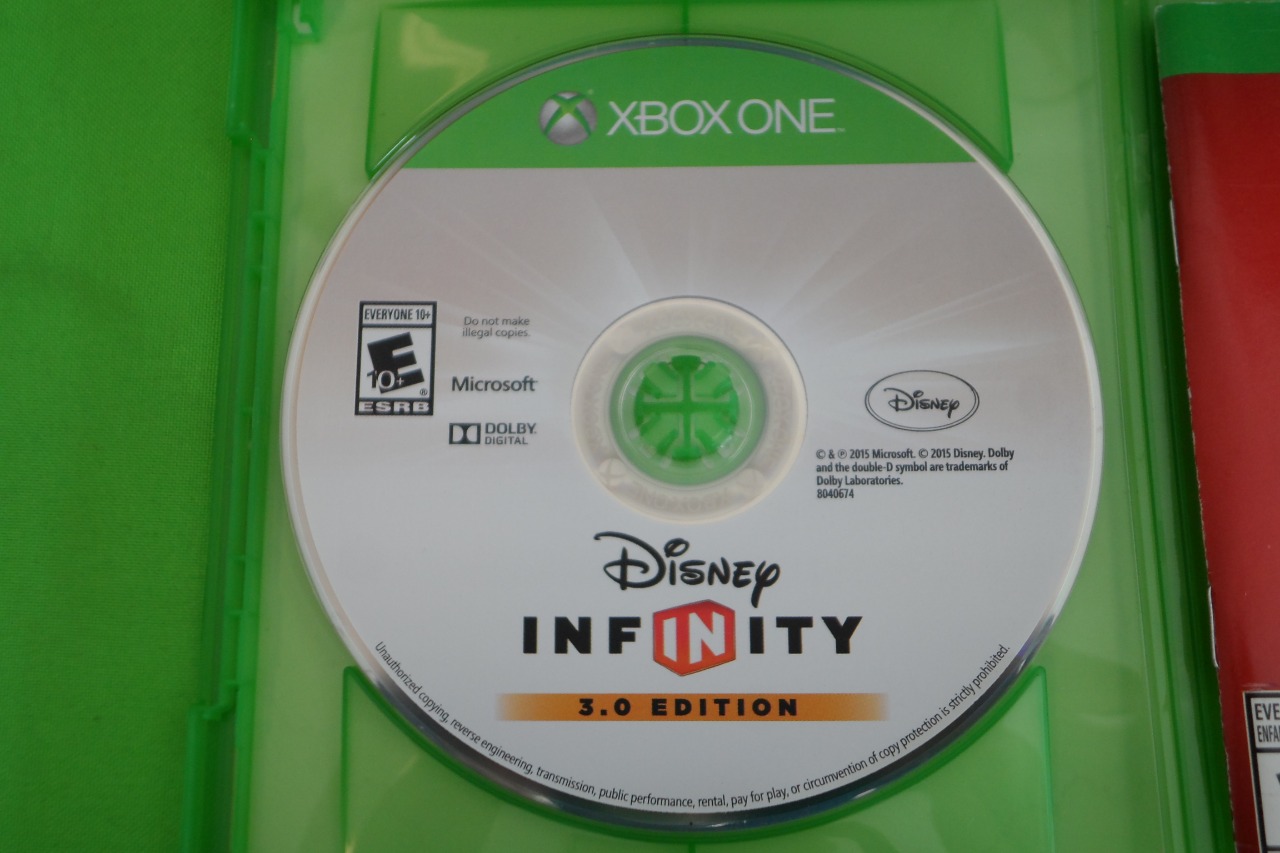 XBOX ONE
EVERYONE 10+
10+
E
®
ESRB
Do not make
illegal copies.
Microsoft
DOLBY
DIGITAL
Disney
© & ℗ 2015 Microsoft. © 2015 Disney. Dolby
and the double-D symbol are trademarks of
Dolby Laboratories.
8040674
Disney
INFINITY
3.0 EDITION
Unauthorized copying, reverse engineering, transmission, public performance, rental, pay for play, or circumvention of copy protection is strictly prohibited.
EVE
ENFA